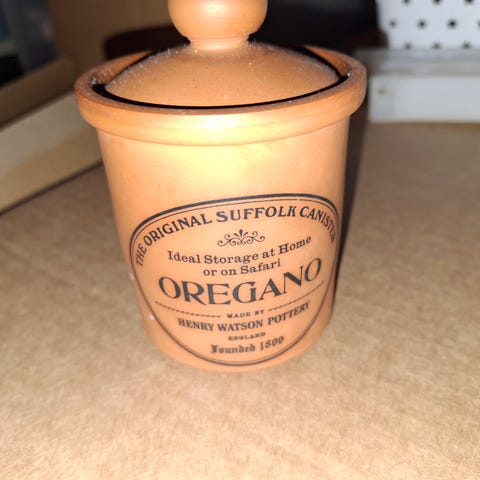 THE ORIGINAL SUFFOLK CANISTER
Ideal Storage at Home
or on Safari
OREGANO
MADE BY
HENRY WATSON POTTERY
ENGLAND
Founded 1800